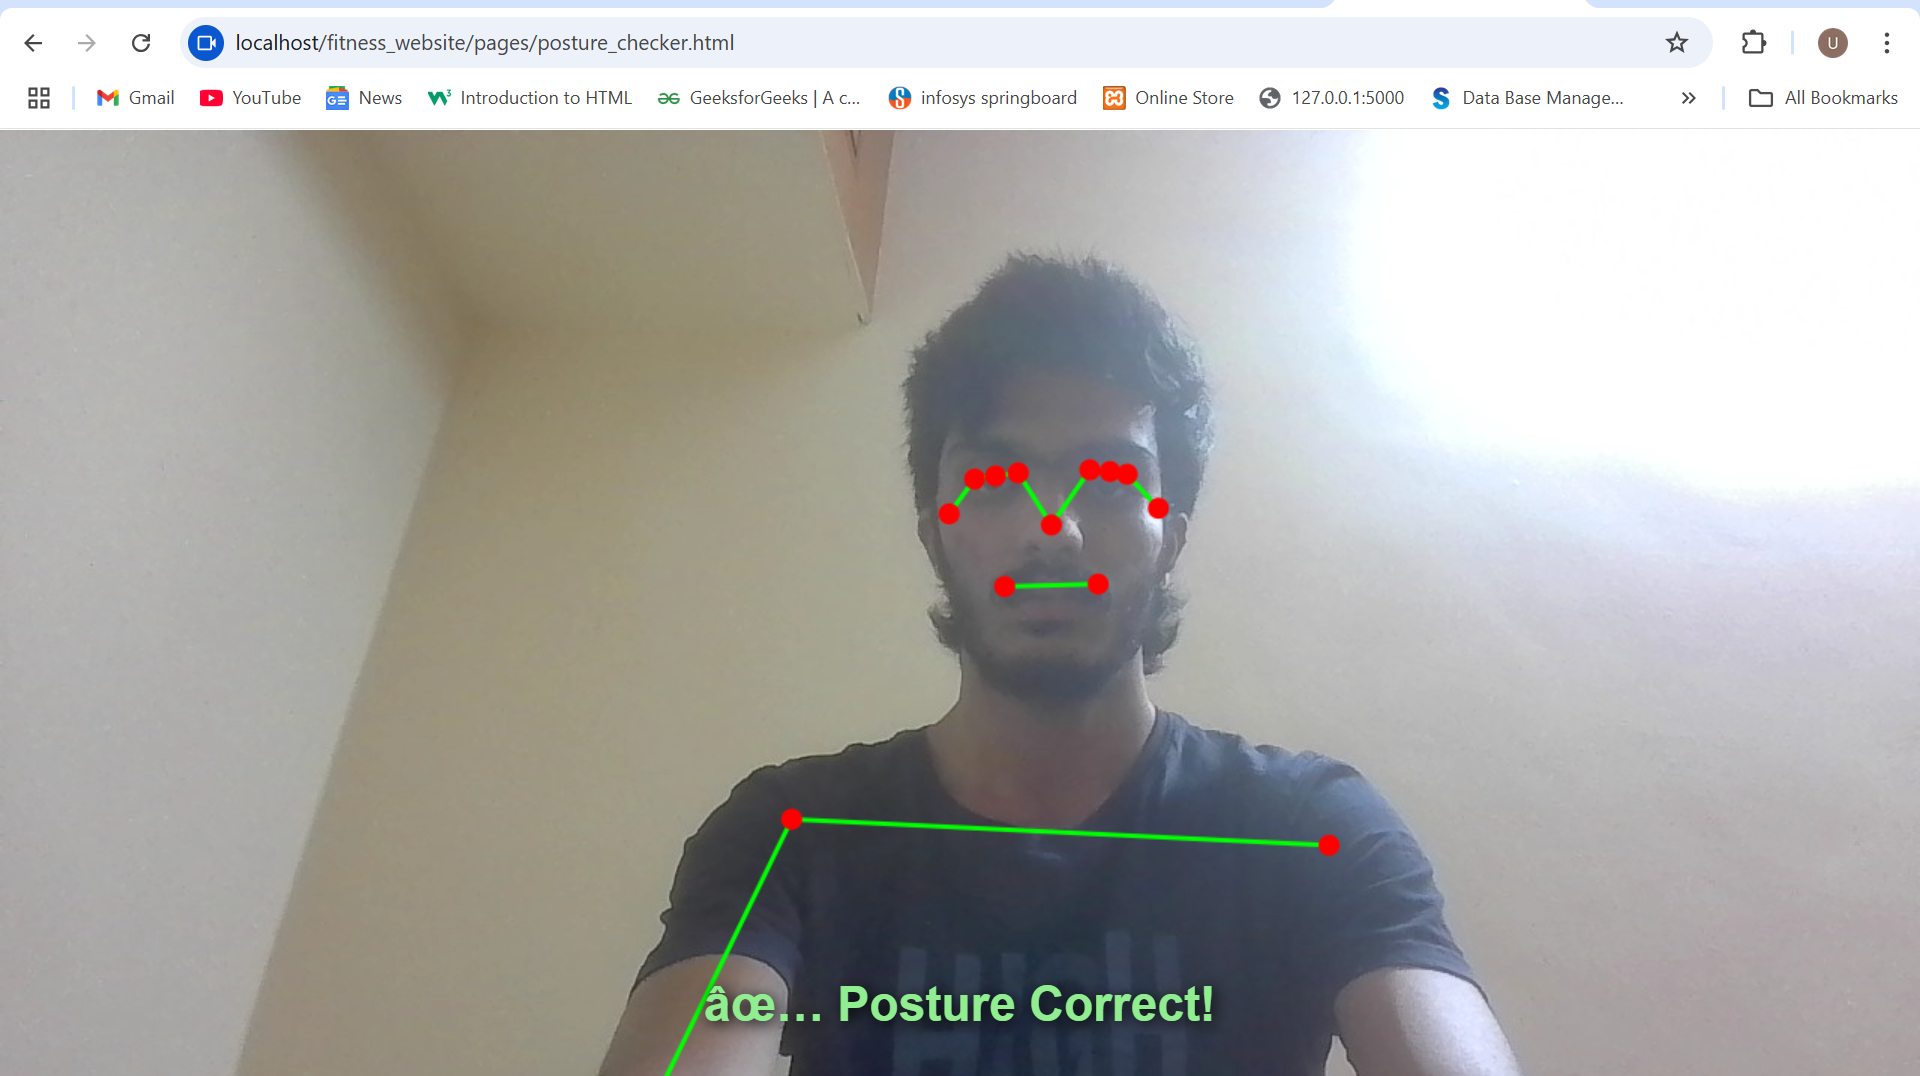 localhost/fitness_website/pages/posture_checker.html
U
Gmail YouTube News Introduction to HTML GeeksforGeeks | A c... infosys springboard Online Store 127.0.0.1:5000 Data Base Manage... » All Bookmarks
HIGH
âœ… Posture Correct!